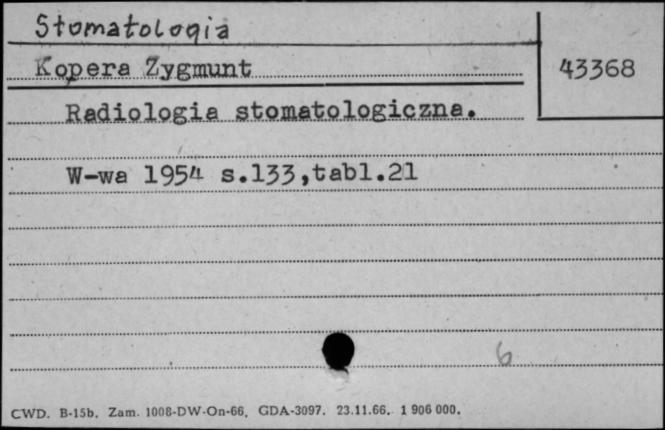 Stomatologia
Kopera Zygmunt
43368
Radiologia stomatologiczna.
W-wa 1954 s.133,tabl.21
6
CWD. B-15b. Zam. 1008-DW-On-66. GDA-3097. 23.11.66. 1 906 000.